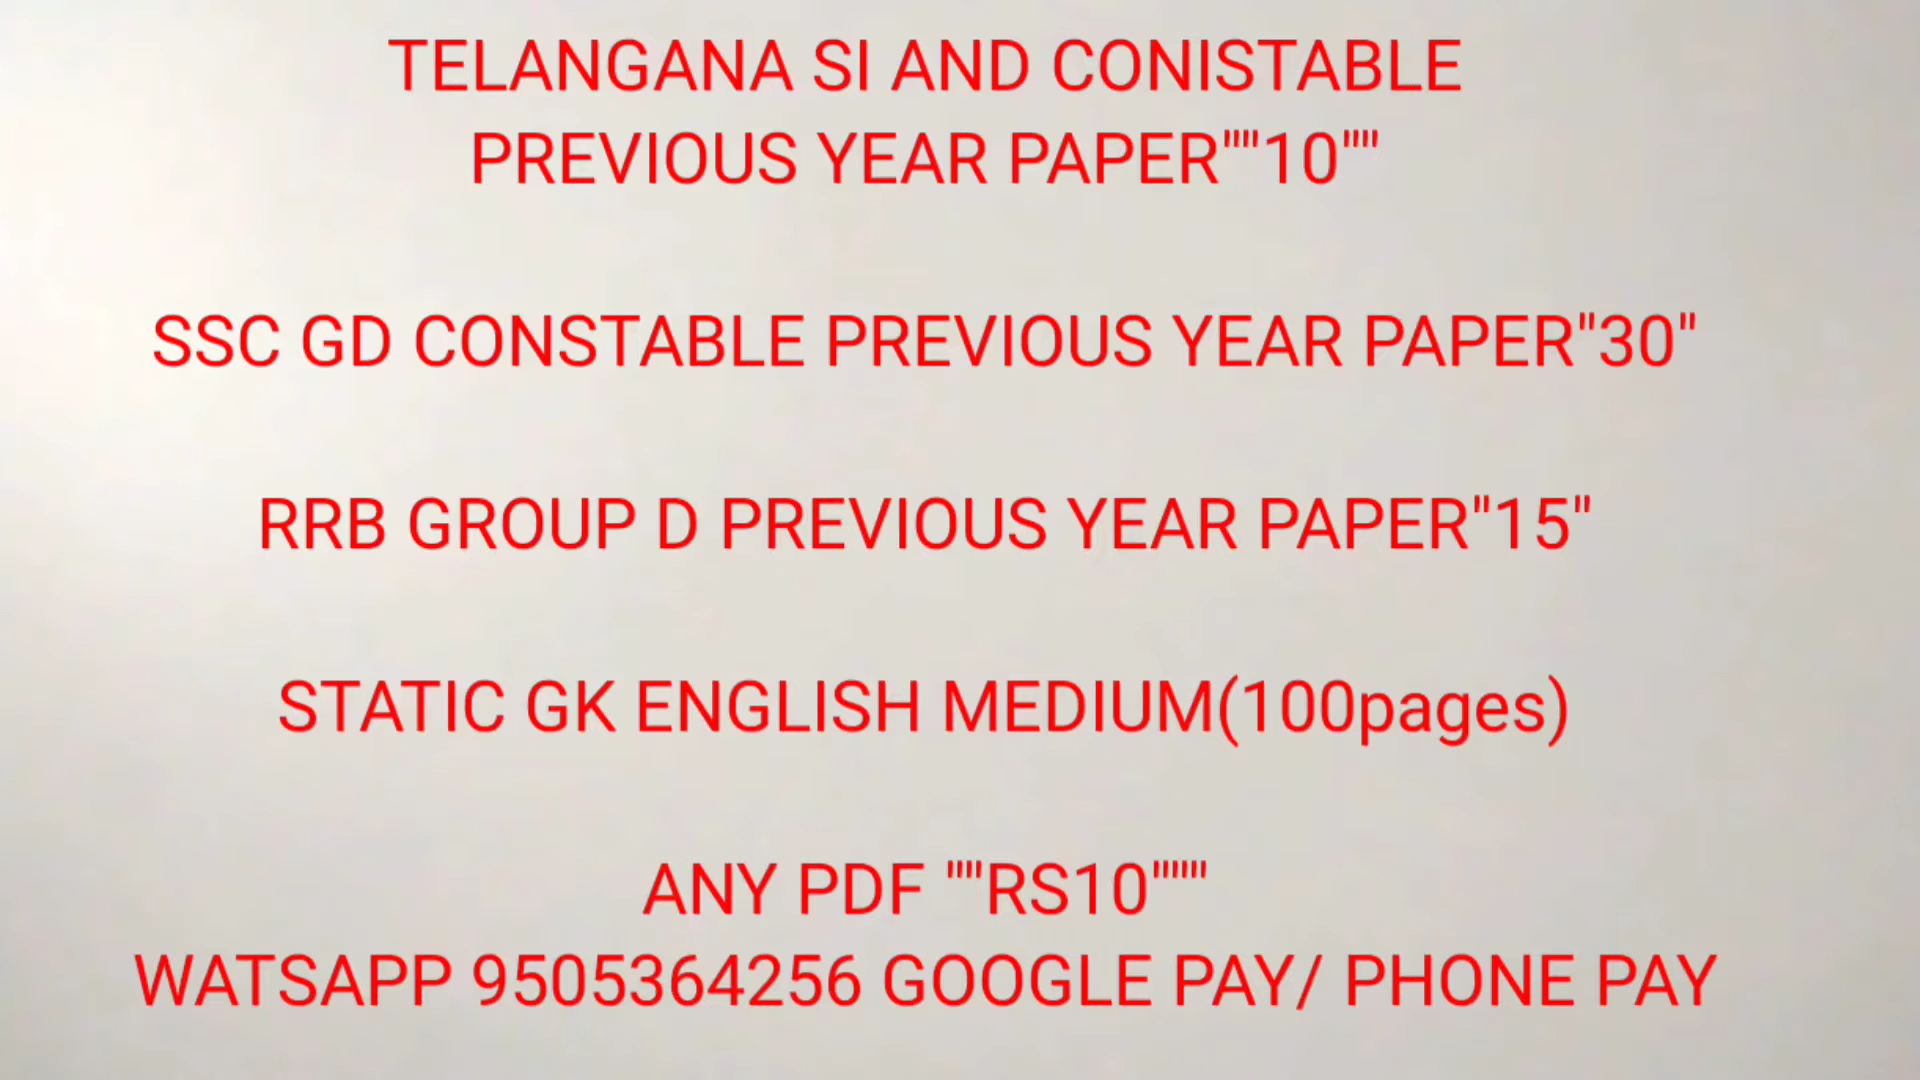 TELANGANA SI AND CONISTABLE
PREVIOUS YEAR PAPER""10""
SSC GD CONSTABLE PREVIOUS YEAR PAPER"30"
RRB GROUP D PREVIOUS YEAR PAPER"15"
STATIC GK ENGLISH MEDIUM(100pages)
ANY PDF ""RS10"""
WATSAPP 9505364256 GOOGLE PAY/ PHONE PAY